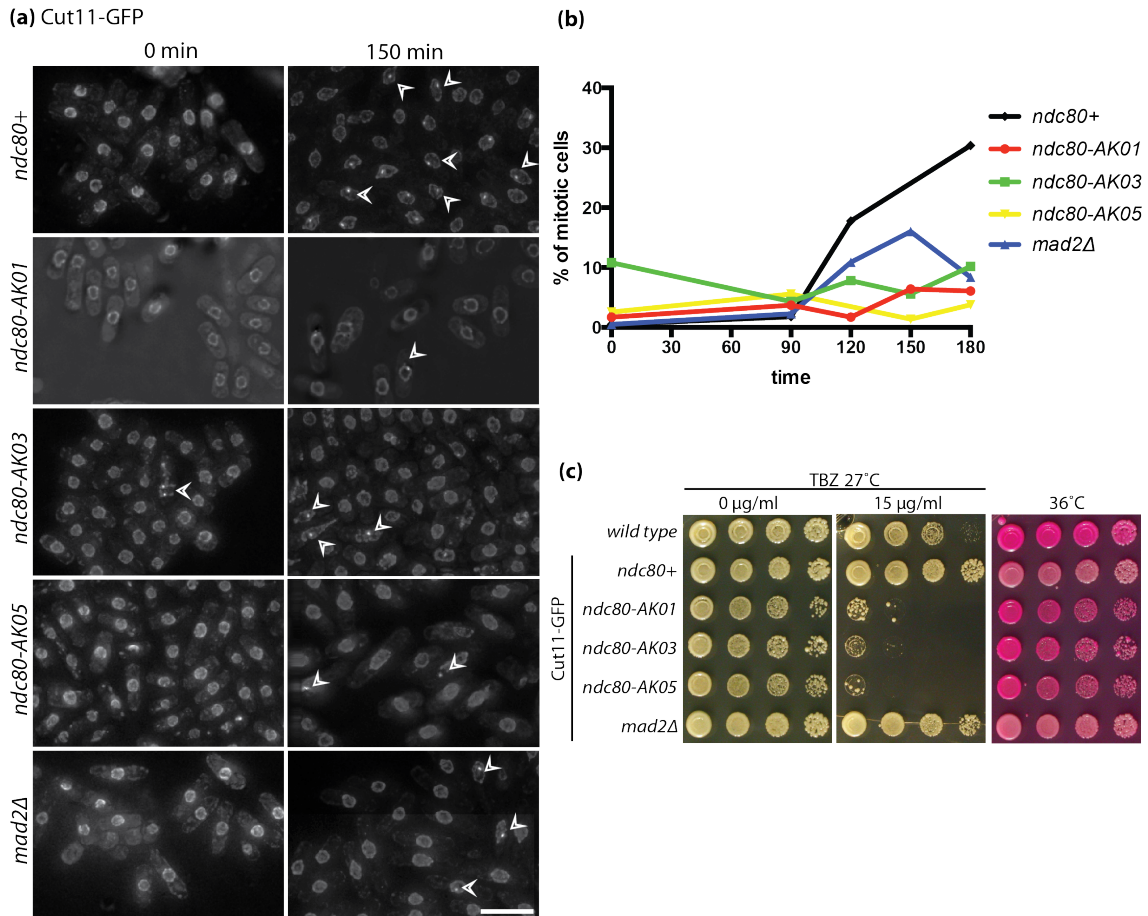 (a) Cut11-GFP
0 min 150 min
ndc80+
ndc80-AK01
ndc80-AK03
ndc80-AK05
mad2Δ
(b)
% of mitotic cells
40
30
20
10
0
0 30 60 90 120 150 180
time
ndc80+
ndc80-AK01
ndc80-AK03
ndc80-AK05
mad2Δ
(c)
TBZ 27˚C
0 µg/ml 15 µg/ml 36˚C
wild type
Cut11-GFP
ndc80+
ndc80-AK01
ndc80-AK03
ndc80-AK05
mad2Δ